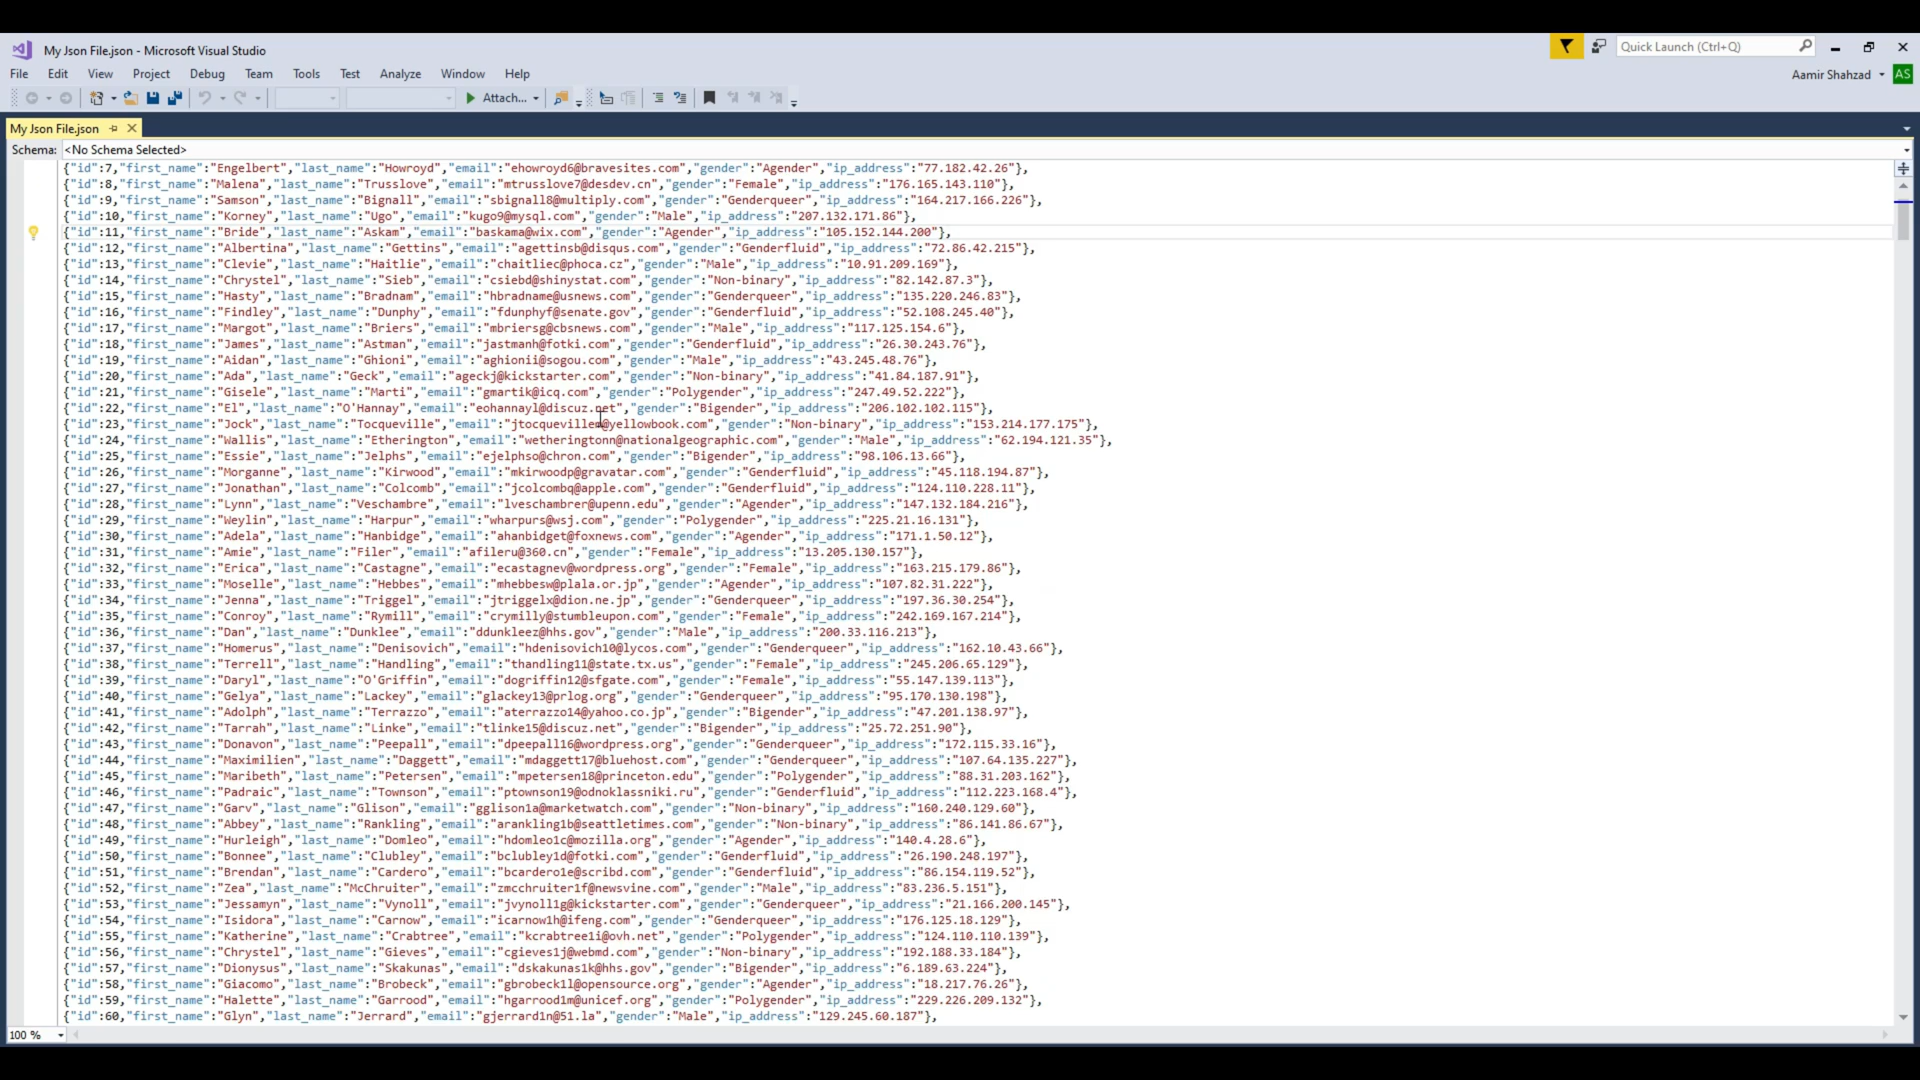 My Json File.json - Microsoft Visual Studio
Quick Launch (Ctrl+Q)
File Edit View Project Debug Team Tools Test Analyze Window Help
Aamir Shahzad AS
Attach...
My Json File.json
Schema: <No Schema Selected>
{"id":7,"first_name":"Engelbert","last_name":"Howroyd","email":"ehowroyd6@bravesites.com","gender":"Agender","ip_address":"77.182.42.26"},
{"id":8,"first_name":"Malena","last_name":"Trusslove","email":"mtrusslove7@desdev.cn","gender":"Female","ip_address":"176.165.143.110"},
{"id":9,"first_name":"Samson","last_name":"Bignall","email":"sbignall8@multiply.com","gender":"Genderqueer","ip_address":"164.217.166.226"},
{"id":10,"first_name":"Korney","last_name":"Ugo","email":"kugo9@mysql.com","gender":"Male","ip_address":"207.132.171.86"},
{"id":11,"first_name":"Bride","last_name":"Askam","email":"baskama@wix.com","gender":"Agender","ip_address":"105.152.144.200"},
{"id":12,"first_name":"Albertina","last_name":"Gettins","email":"agettinsb@disqus.com","gender":"Genderfluid","ip_address":"72.86.42.215"},
{"id":13,"first_name":"Clevie","last_name":"Haitlie","email":"chaitliec@phoca.cz","gender":"Male","ip_address":"10.91.209.169"},
{"id":14,"first_name":"Chrystel","last_name":"Sieb","email":"csiebd@shinystat.com","gender":"Non-binary","ip_address":"82.142.87.3"},
{"id":15,"first_name":"Hasty","last_name":"Bradnam","email":"hbradname@usnews.com","gender":"Genderqueer","ip_address":"135.220.246.83"},
{"id":16,"first_name":"Findley","last_name":"Dunphy","email":"fdunphyf@senate.gov","gender":"Genderfluid","ip_address":"52.108.245.40"},
{"id":17,"first_name":"Margot","last_name":"Briers","email":"mbriersg@cbsnews.com","gender":"Male","ip_address":"117.125.154.6"},
{"id":18,"first_name":"James","last_name":"Astman","email":"jastmanh@fotki.com","gender":"Genderfluid","ip_address":"26.30.243.76"},
{"id":19,"first_name":"Aidan","last_name":"Ghioni","email":"aghionii@sogou.com","gender":"Male","ip_address":"43.245.48.76"},
{"id":20,"first_name":"Ada","last_name":"Geck","email":"ageckj@kickstarter.com","gender":"Non-binary","ip_address":"41.84.187.91"},
{"id":21,"first_name":"Gisele","last_name":"Marti","email":"gmartik@icq.com","gender":"Polygender","ip_address":"247.49.52.222"},
{"id":22,"first_name":"El","last_name":"O'Hannay","email":"eohannayl@discuz.net","gender":"Bigender","ip_address":"206.102.102.115"},
{"id":23,"first_name":"Jock","last_name":"Tocqueville","email":"jtocquevillem@yellowbook.com","gender":"Non-binary","ip_address":"153.214.177.175"},
{"id":24,"first_name":"Wallis","last_name":"Etherington","email":"wetheringtonn@nationalgeographic.com","gender":"Male","ip_address":"62.194.121.35"},
{"id":25,"first_name":"Essie","last_name":"Jelphs","email":"ejelphso@chron.com","gender":"Bigender","ip_address":"98.106.13.66"},
{"id":26,"first_name":"Morganne","last_name":"Kirwood","email":"mkirwoodp@gravatar.com","gender":"Genderfluid","ip_address":"45.118.194.87"},
{"id":27,"first_name":"Jonathan","last_name":"Colcomb","email":"jcolcombq@apple.com","gender":"Genderfluid","ip_address":"124.110.228.11"},
{"id":28,"first_name":"Lynn","last_name":"Veschambre","email":"lveschambrer@upenn.edu","gender":"Agender","ip_address":"147.132.184.216"},
{"id":29,"first_name":"Weylin","last_name":"Harpur","email":"wharpurs@wsj.com","gender":"Polygender","ip_address":"225.21.16.131"},
{"id":30,"first_name":"Adela","last_name":"Hanbidge","email":"ahanbidget@foxnews.com","gender":"Agender","ip_address":"171.1.50.12"},
{"id":31,"first_name":"Amie","last_name":"Filer","email":"afileru@360.cn","gender":"Female","ip_address":"13.205.130.157"},
{"id":32,"first_name":"Erica","last_name":"Castagne","email":"ecastagnev@wordpress.org","gender":"Female","ip_address":"163.215.179.86"},
{"id":33,"first_name":"Moselle","last_name":"Hebbes","email":"mhebbesw@plala.or.jp","gender":"Agender","ip_address":"107.82.31.222"},
{"id":34,"first_name":"Jenna","last_name":"Triggel","email":"jtriggelx@dion.ne.jp","gender":"Genderqueer","ip_address":"197.36.30.254"},
{"id":35,"first_name":"Conroy","last_name":"Rymill","email":"crymilly@stumbleupon.com","gender":"Female","ip_address":"242.169.167.214"},
{"id":36,"first_name":"Dan","last_name":"Dunklee","email":"ddunkleez@hhs.gov","gender":"Male","ip_address":"200.33.116.213"},
{"id":37,"first_name":"Homerus","last_name":"Denisovich","email":"hdenisovich10@lycos.com","gender":"Genderqueer","ip_address":"162.10.43.66"},
{"id":38,"first_name":"Terrell","last_name":"Handling","email":"thandling11@state.tx.us","gender":"Female","ip_address":"245.206.65.129"},
{"id":39,"first_name":"Daryl","last_name":"O'Griffin","email":"dogriffin12@sfgate.com","gender":"Female","ip_address":"55.147.139.113"},
{"id":40,"first_name":"Gelya","last_name":"Lackey","email":"glackey13@prlog.org","gender":"Genderqueer","ip_address":"95.170.130.198"},
{"id":41,"first_name":"Adolph","last_name":"Terrazzo","email":"aterrazzo14@yahoo.co.jp","gender":"Bigender","ip_address":"47.201.138.97"},
{"id":42,"first_name":"Tarrah","last_name":"Linke","email":"tlinke15@discuz.net","gender":"Bigender","ip_address":"25.72.251.90"},
{"id":43,"first_name":"Donavon","last_name":"Peepall","email":"dpeepall16@wordpress.org","gender":"Genderqueer","ip_address":"172.115.33.16"},
{"id":44,"first_name":"Maximilien","last_name":"Daggett","email":"mdaggett17@bluehost.com","gender":"Genderqueer","ip_address":"107.64.135.227"},
{"id":45,"first_name":"Maribeth","last_name":"Petersen","email":"mpetersen18@princeton.edu","gender":"Polygender","ip_address":"88.31.203.162"},
{"id":46,"first_name":"Padraic","last_name":"Townson","email":"ptownson19@odnoklassniki.ru","gender":"Genderfluid","ip_address":"112.223.168.4"},
{"id":47,"first_name":"Garv","last_name":"Glison","email":"gglison1a@marketwatch.com","gender":"Non-binary","ip_address":"160.240.129.60"},
{"id":48,"first_name":"Abbey","last_name":"Rankling","email":"arankling1b@seattletimes.com","gender":"Non-binary","ip_address":"86.141.86.67"},
{"id":49,"first_name":"Hurleigh","last_name":"Domleo","email":"hdomleo1c@mozilla.org","gender":"Agender","ip_address":"140.4.28.6"},
{"id":50,"first_name":"Bonnee","last_name":"Clubley","email":"bclubley1d@fotki.com","gender":"Genderfluid","ip_address":"26.190.248.197"},
{"id":51,"first_name":"Brendan","last_name":"Cardero","email":"bcardero1e@scribd.com","gender":"Genderfluid","ip_address":"86.154.119.52"},
{"id":52,"first_name":"Zea","last_name":"McChruiter","email":"zmcchruiter1f@newsvine.com","gender":"Male","ip_address":"83.236.5.151"},
{"id":53,"first_name":"Jessamyn","last_name":"Vynoll","email":"jvynoll1g@kickstarter.com","gender":"Genderqueer","ip_address":"21.166.200.145"},
{"id":54,"first_name":"Isidora","last_name":"Carnow","email":"icarnow1h@ifeng.com","gender":"Genderqueer","ip_address":"176.125.18.129"},
{"id":55,"first_name":"Katherine","last_name":"Crabtree","email":"kcrabtree1i@ovh.net","gender":"Polygender","ip_address":"124.110.110.139"},
{"id":56,"first_name":"Chrystel","last_name":"Gieves","email":"cgieves1j@webmd.com","gender":"Non-binary","ip_address":"192.188.33.184"},
{"id":57,"first_name":"Dionysus","last_name":"Skakunas","email":"dskakunas1k@hhs.gov","gender":"Bigender","ip_address":"6.189.63.224"},
{"id":58,"first_name":"Giacomo","last_name":"Brobeck","email":"gbrobeck1l@opensource.org","gender":"Agender","ip_address":"18.217.76.26"},
{"id":59,"first_name":"Halette","last_name":"Garrood","email":"hgarrood1m@unicef.org","gender":"Polygender","ip_address":"229.226.209.132"},
{"id":60,"first_name":"Glyn","last_name":"Jerrard","email":"gjerrard1n@51.la","gender":"Male","ip_address":"129.245.60.187"},
100 %